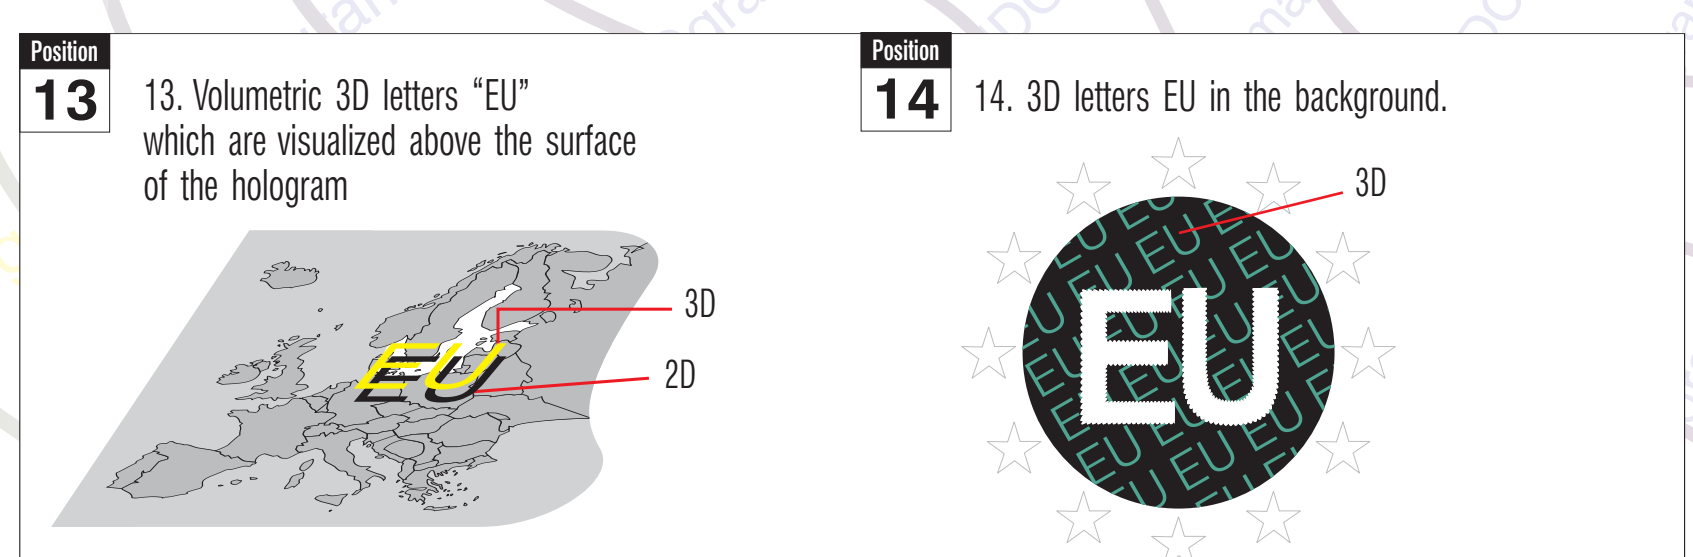 Position
13
13. Volumetric 3D letters “EU”
which are visualized above the surface
of the hologram
3D
2D
EU
EU
Position
14
14. 3D letters EU in the background.
3D
EU